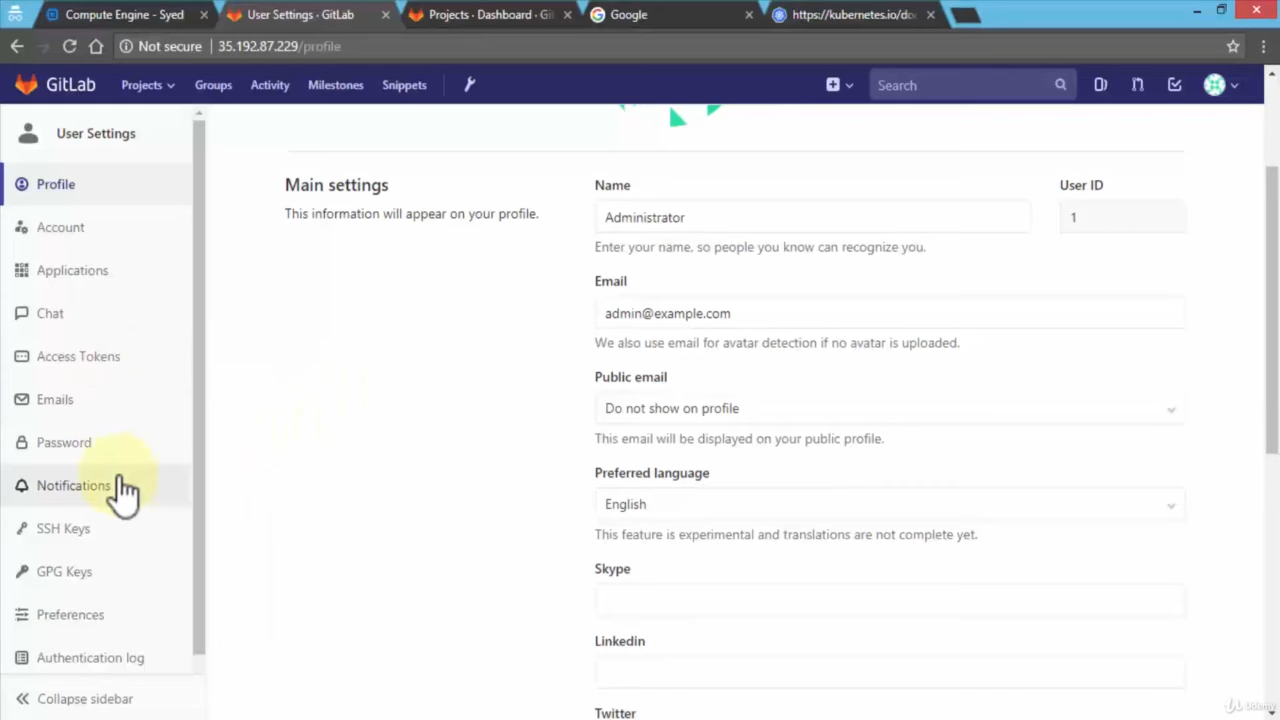 Compute Engine - Syed
User Settings · GitLab
Projects · Dashboard · Git
Google
https://kubernetes.io/doc
Not secure
35.192.87.229/profile
GitLab
Projects
Groups
Activity
Milestones
Snippets
Search
User Settings
Profile
Account
Applications
Chat
Access Tokens
Emails
Password
Notifications
SSH Keys
GPG Keys
Preferences
Authentication log
Collapse sidebar
Main settings
This information will appear on your profile.
Name
Administrator
Enter your name, so people you know can recognize you.
User ID
1
Email
admin@example.com
We also use email for avatar detection if no avatar is uploaded.
Public email
Do not show on profile
This email will be displayed on your public profile.
Preferred language
English
This feature is experimental and translations are not complete yet.
Skype
Linkedin
Twitter
Udemy